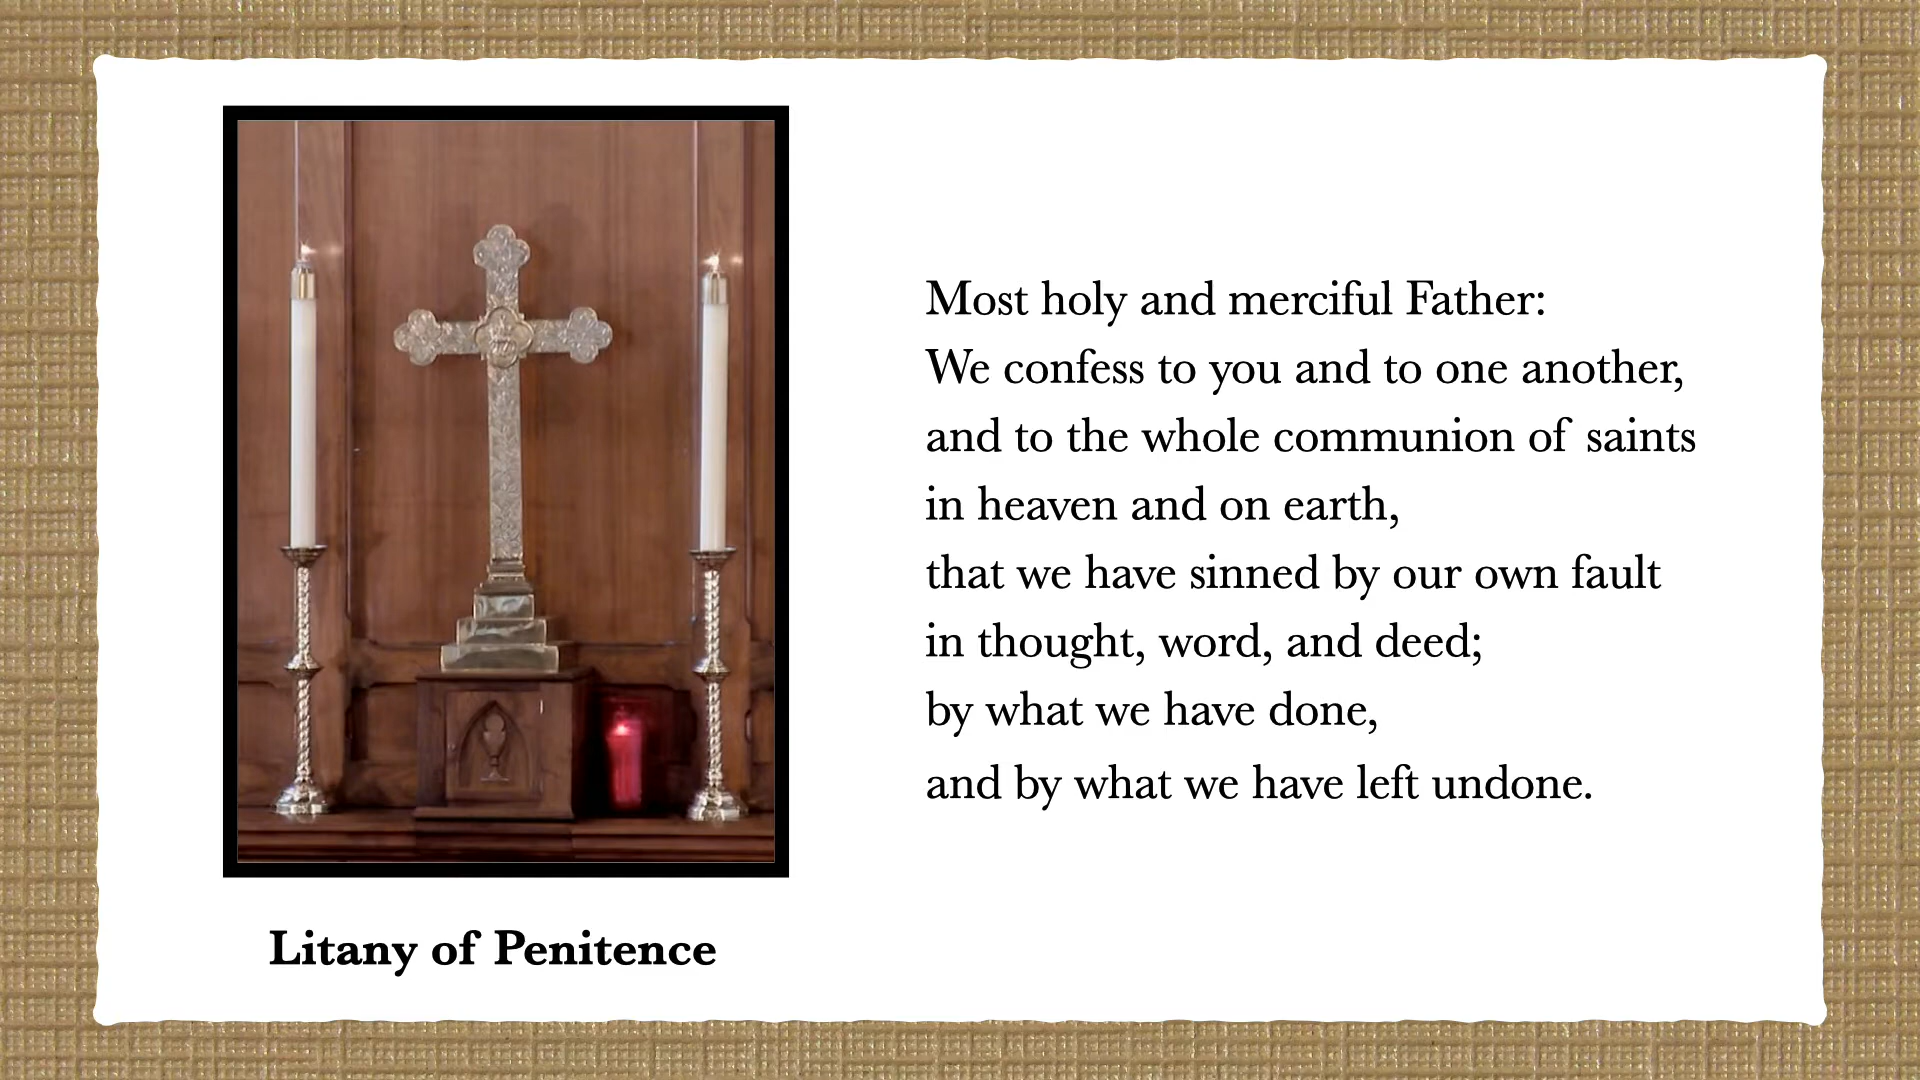 Most holy and merciful Father:
We confess to you and to one another,
and to the whole communion of saints
in heaven and on earth,
that we have sinned by our own fault
in thought, word, and deed;
by what we have done,
and by what we have left undone.
Litany of Penitence